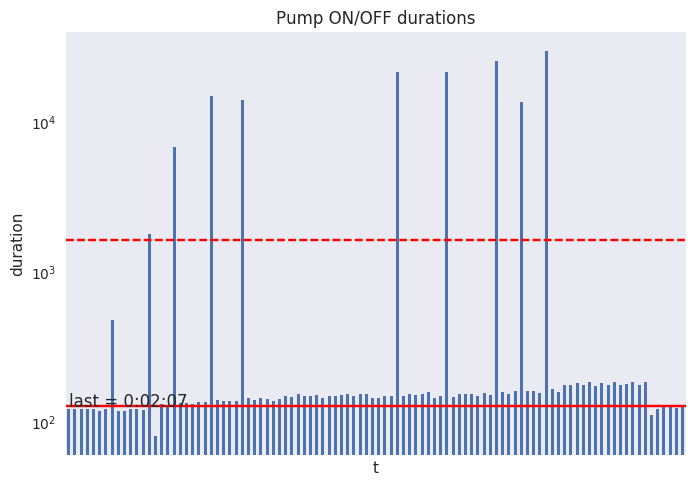 Pump ON/OFF durations
duration
10⁴
10³
10²
last = 0:02:07
t